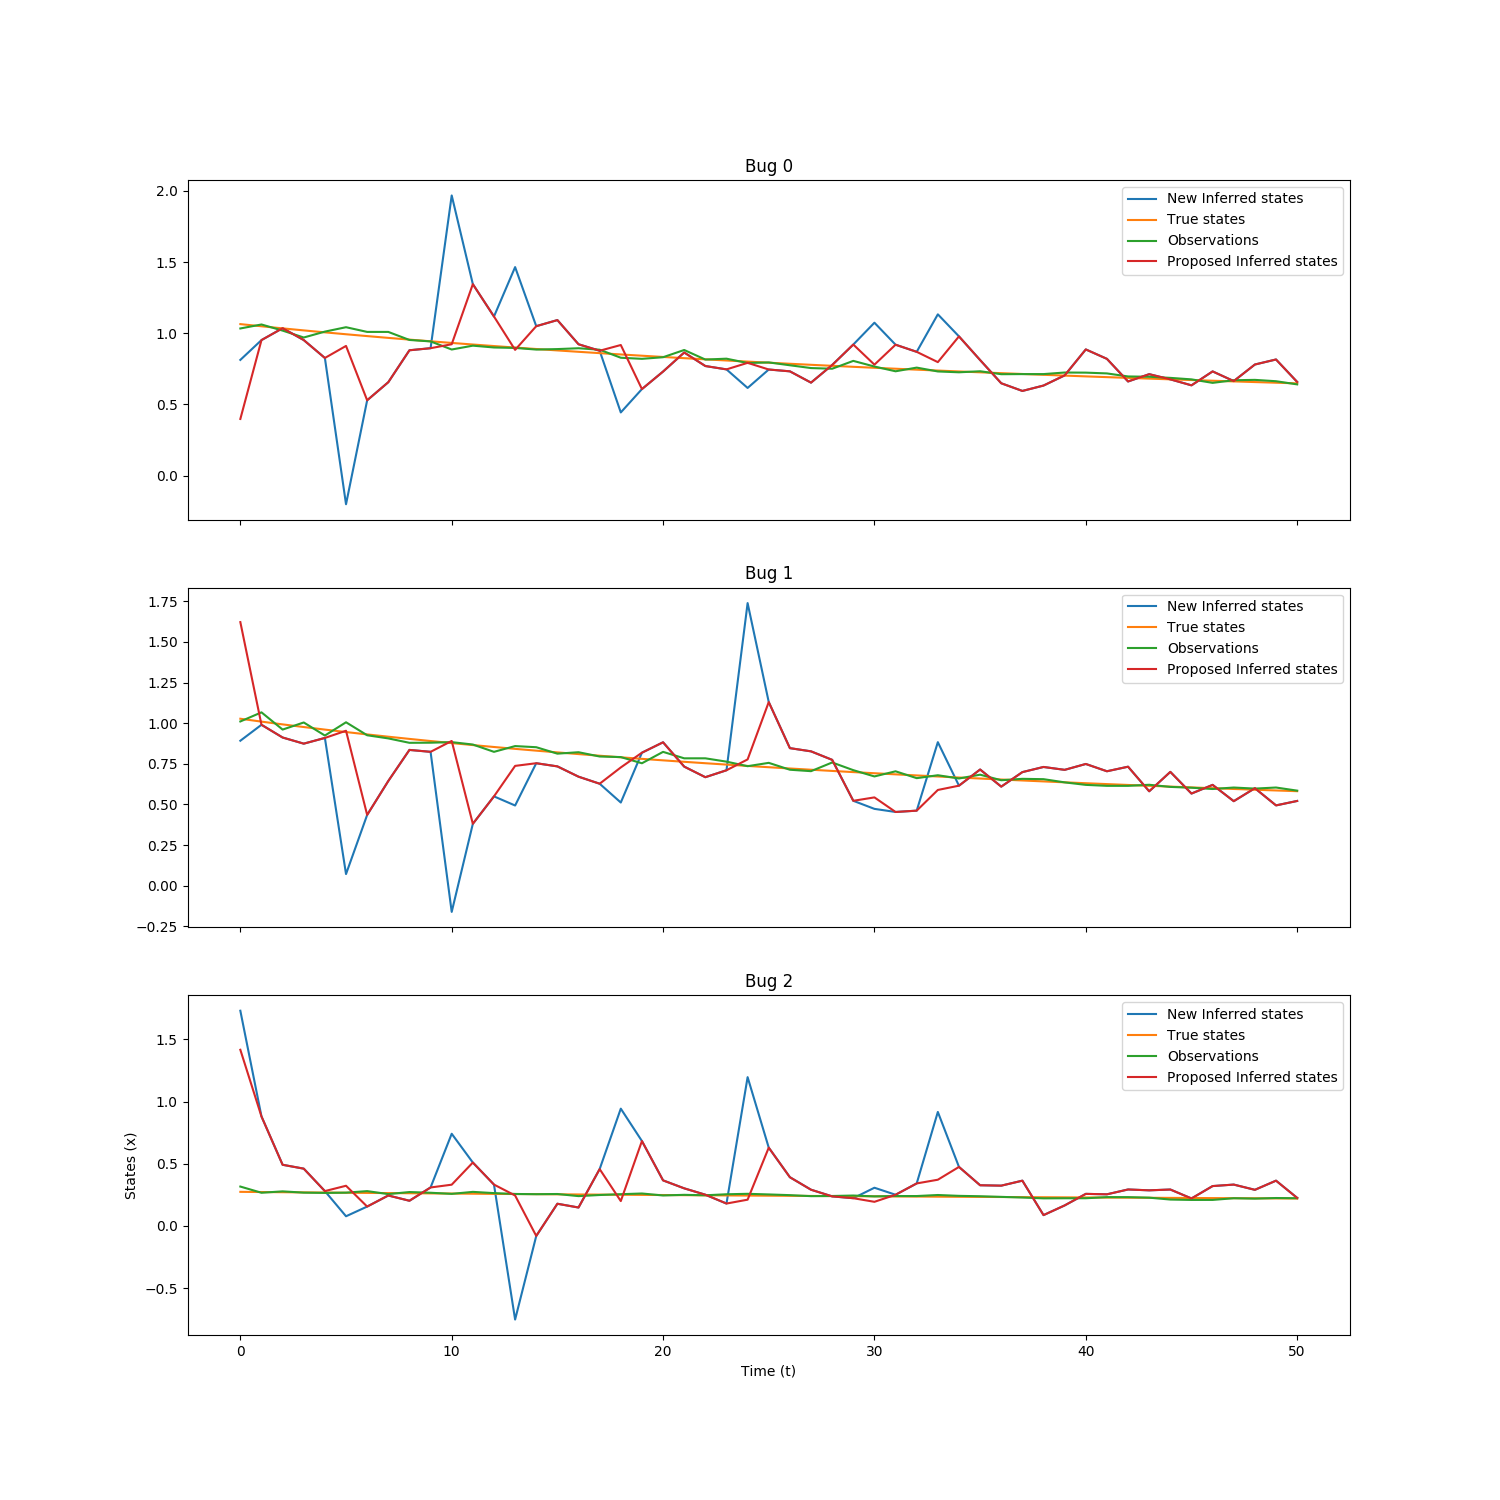 Bug 0
2.0
1.5
1.0
0.5
0.0
New Inferred states
True states
Observations
Proposed Inferred states
Bug 1
1.75
1.50
1.25
1.00
0.75
0.50
0.25
0.00
−0.25
New Inferred states
True states
Observations
Proposed Inferred states
Bug 2
1.5
1.0
0.5
0.0
−0.5
States (x)
New Inferred states
True states
Observations
Proposed Inferred states
0 10 20 30 40 50
Time (t)